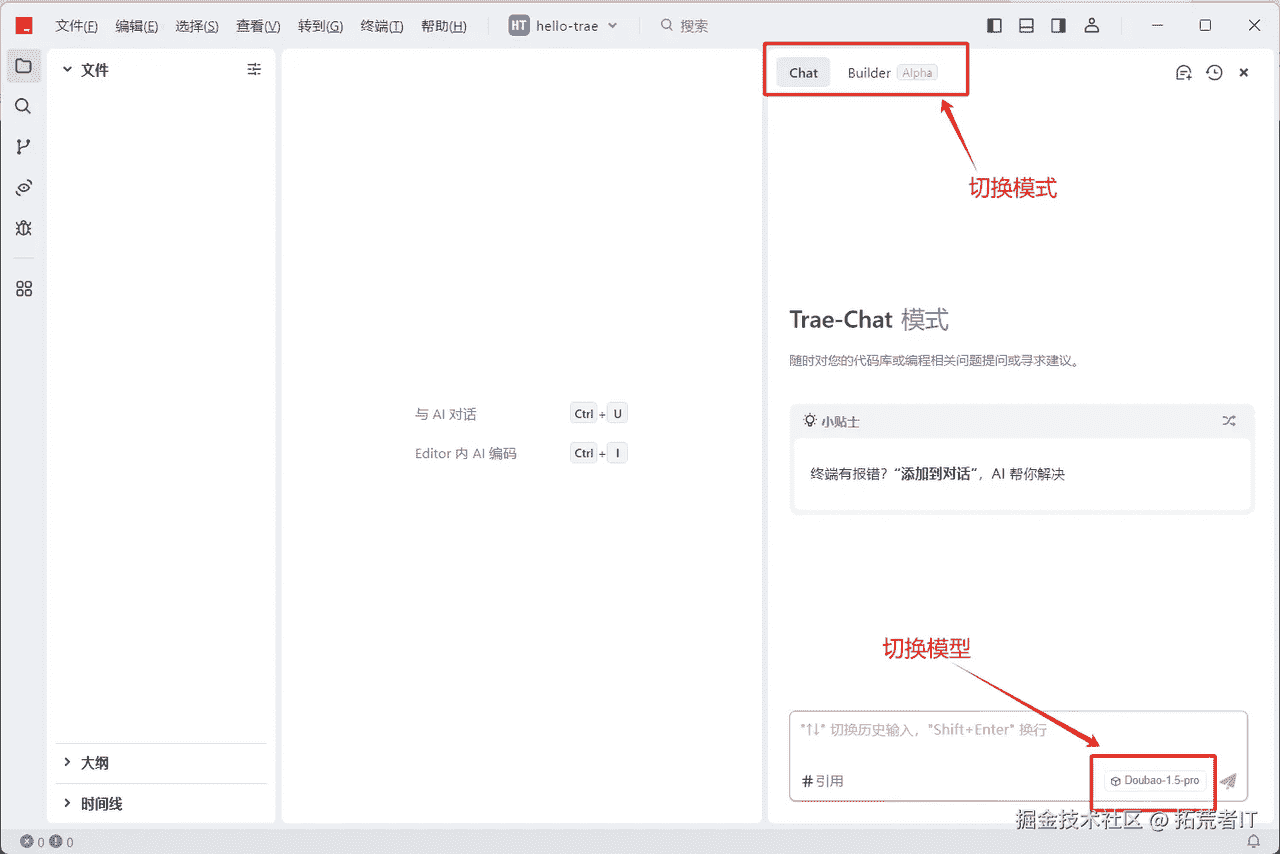 文件(F) 编辑(E) 选择(S) 查看(V) 转到(G) 终端(T) 帮助(H) HT hello-trae 搜索
文件
Chat Builder Alpha
切换模式
Trae-Chat 模式
随时对您的代码库或编程相关问题提问或寻求建议。
与 AI 对话 Ctrl + U
Editor 内 AI 编码 Ctrl + I
小贴士
终端有报错？“添加到对话”，AI 帮你解决
切换模型
"↑↓" 切换历史输入，"Shift+Enter" 换行
# 引用 Doubao-1.5-pro
大纲
时间线
掘金技术社区 @ 拓荒者IT
0 0